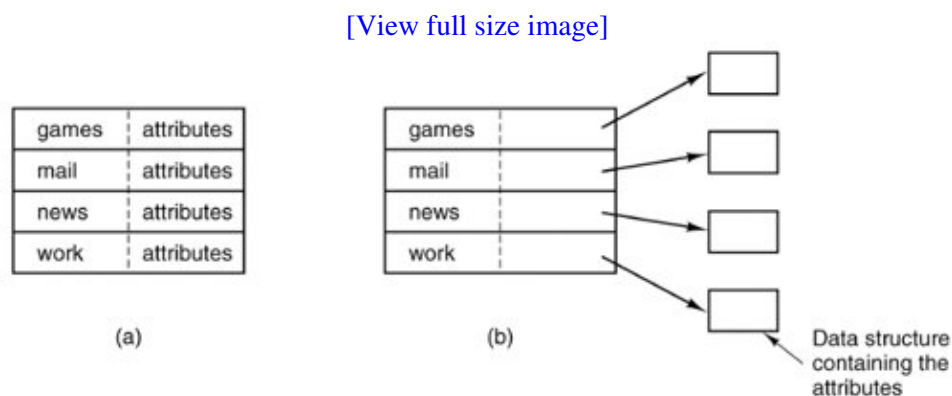 [View full size image]
games attributes
mail attributes
news attributes
work attributes
(a)
games
mail
news
work
(b)
Data structure
containing the
attributes